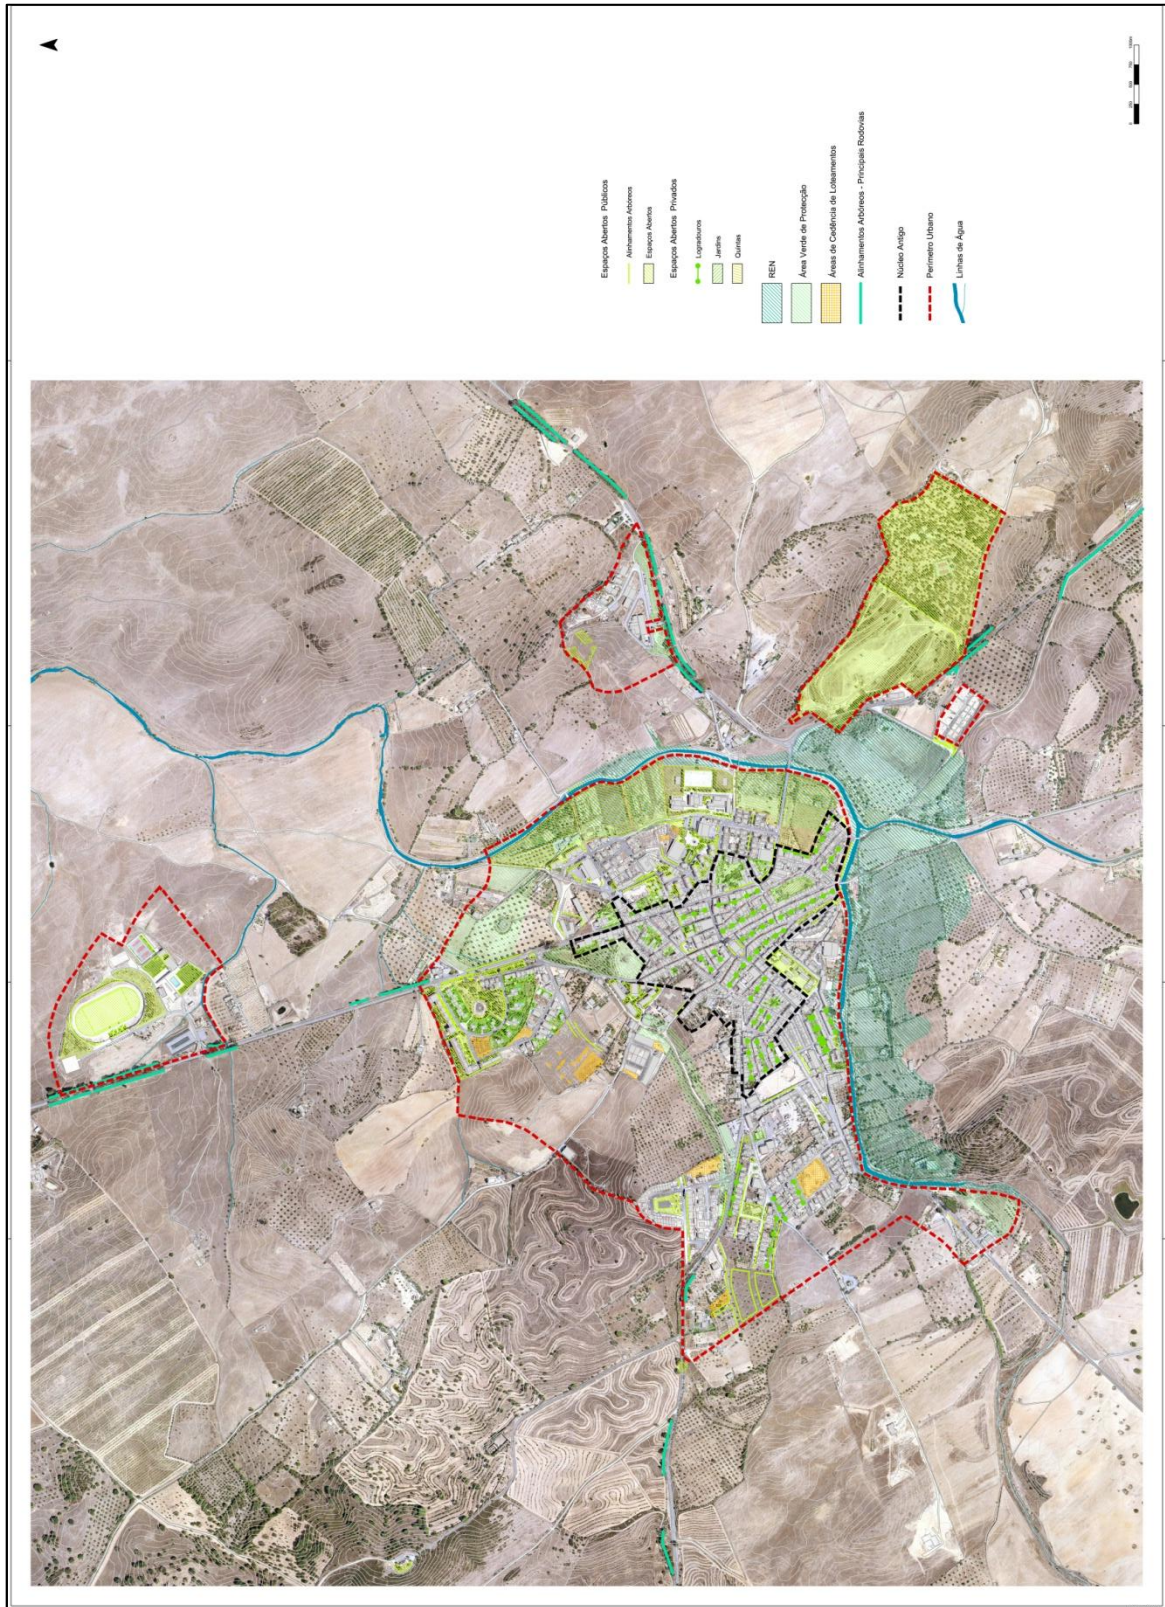 Espaços Abertos Públicos
Alinhamentos Arbóreos
Espaços Abertos
Espaços Abertos Privados
Logradouros
Jardins
Quintas
REN
Área Verde de Protecção
Áreas de Cedência de Loteamentos
Alinhamentos Arbóreos - Principais Rodovias
Núcleo Antigo
Perímetro Urbano
Linhas de Água